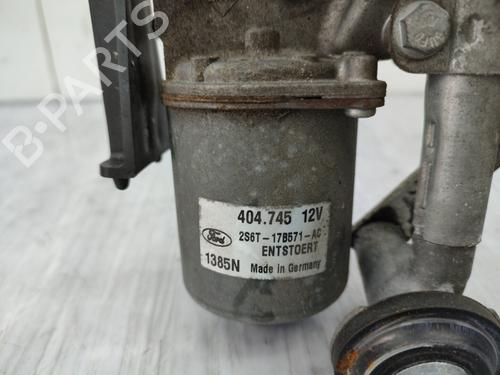 B-PARTS
404.745 12V
Ford
2S6T-17B571-AC
ENTSTOERT
1385N Made in Germany